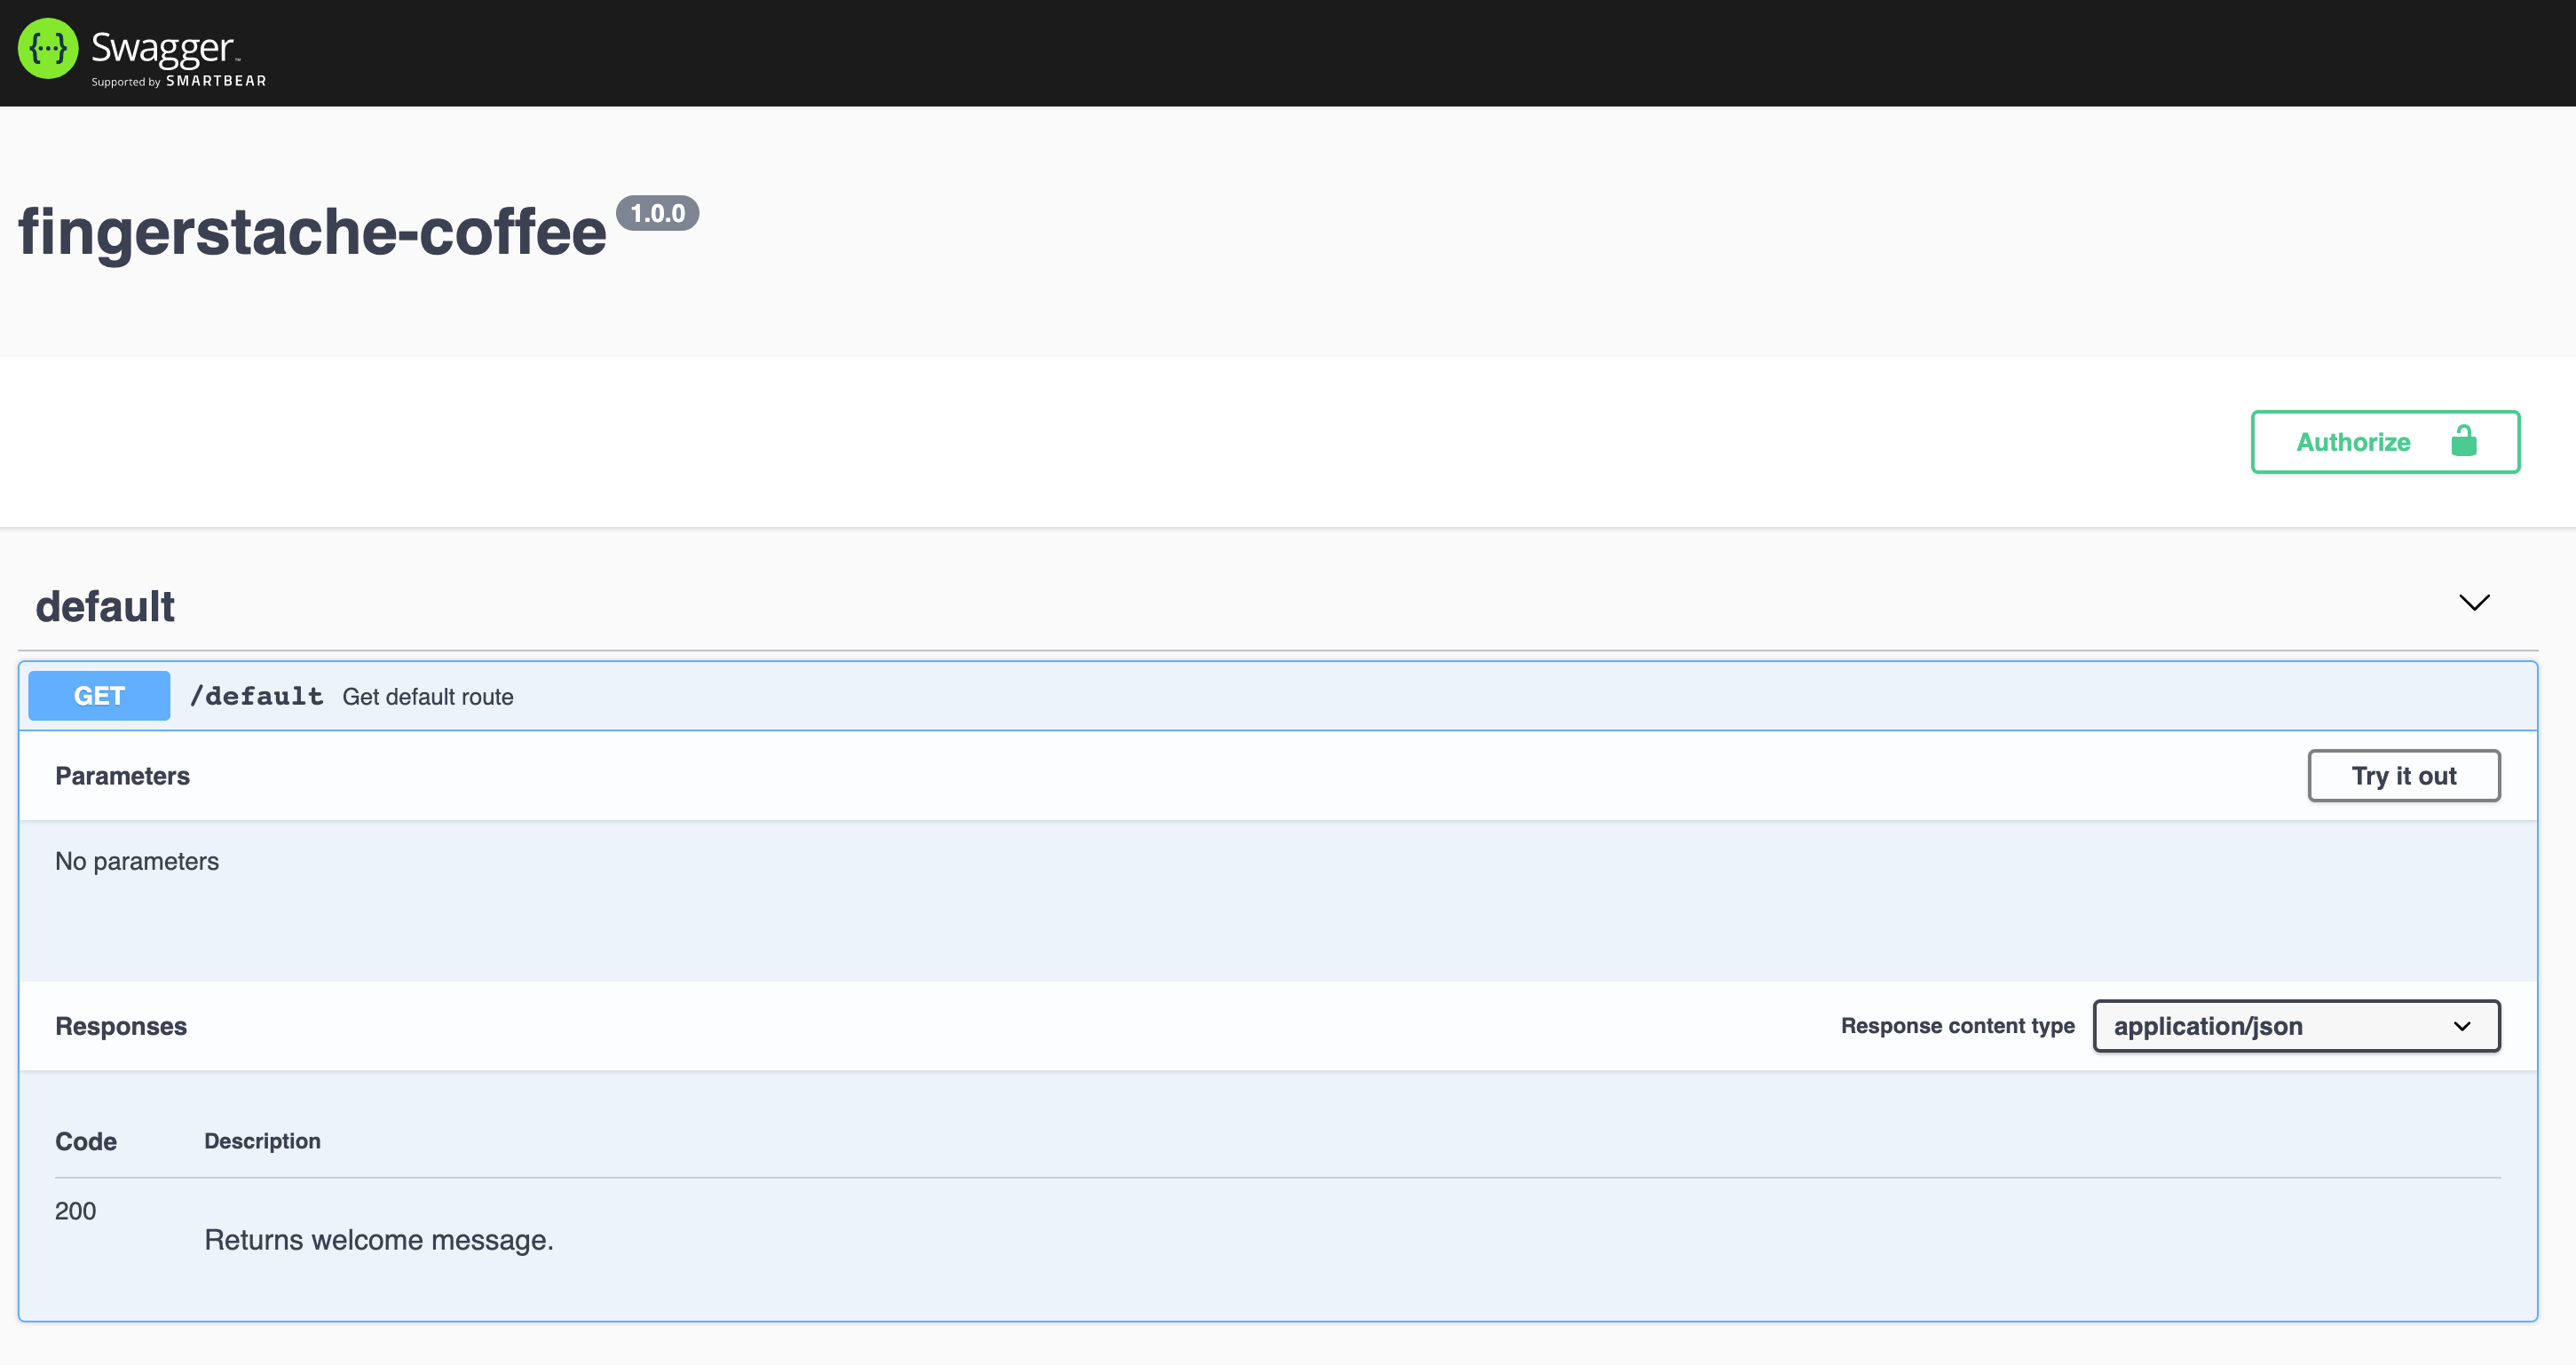 {···} Swagger™
Supported by SMARTBEAR
fingerstache-coffee 1.0.0
Authorize
default
GET /default Get default route
Parameters Try it out
No parameters
Responses Response content type application/json
Code Description
200
Returns welcome message.